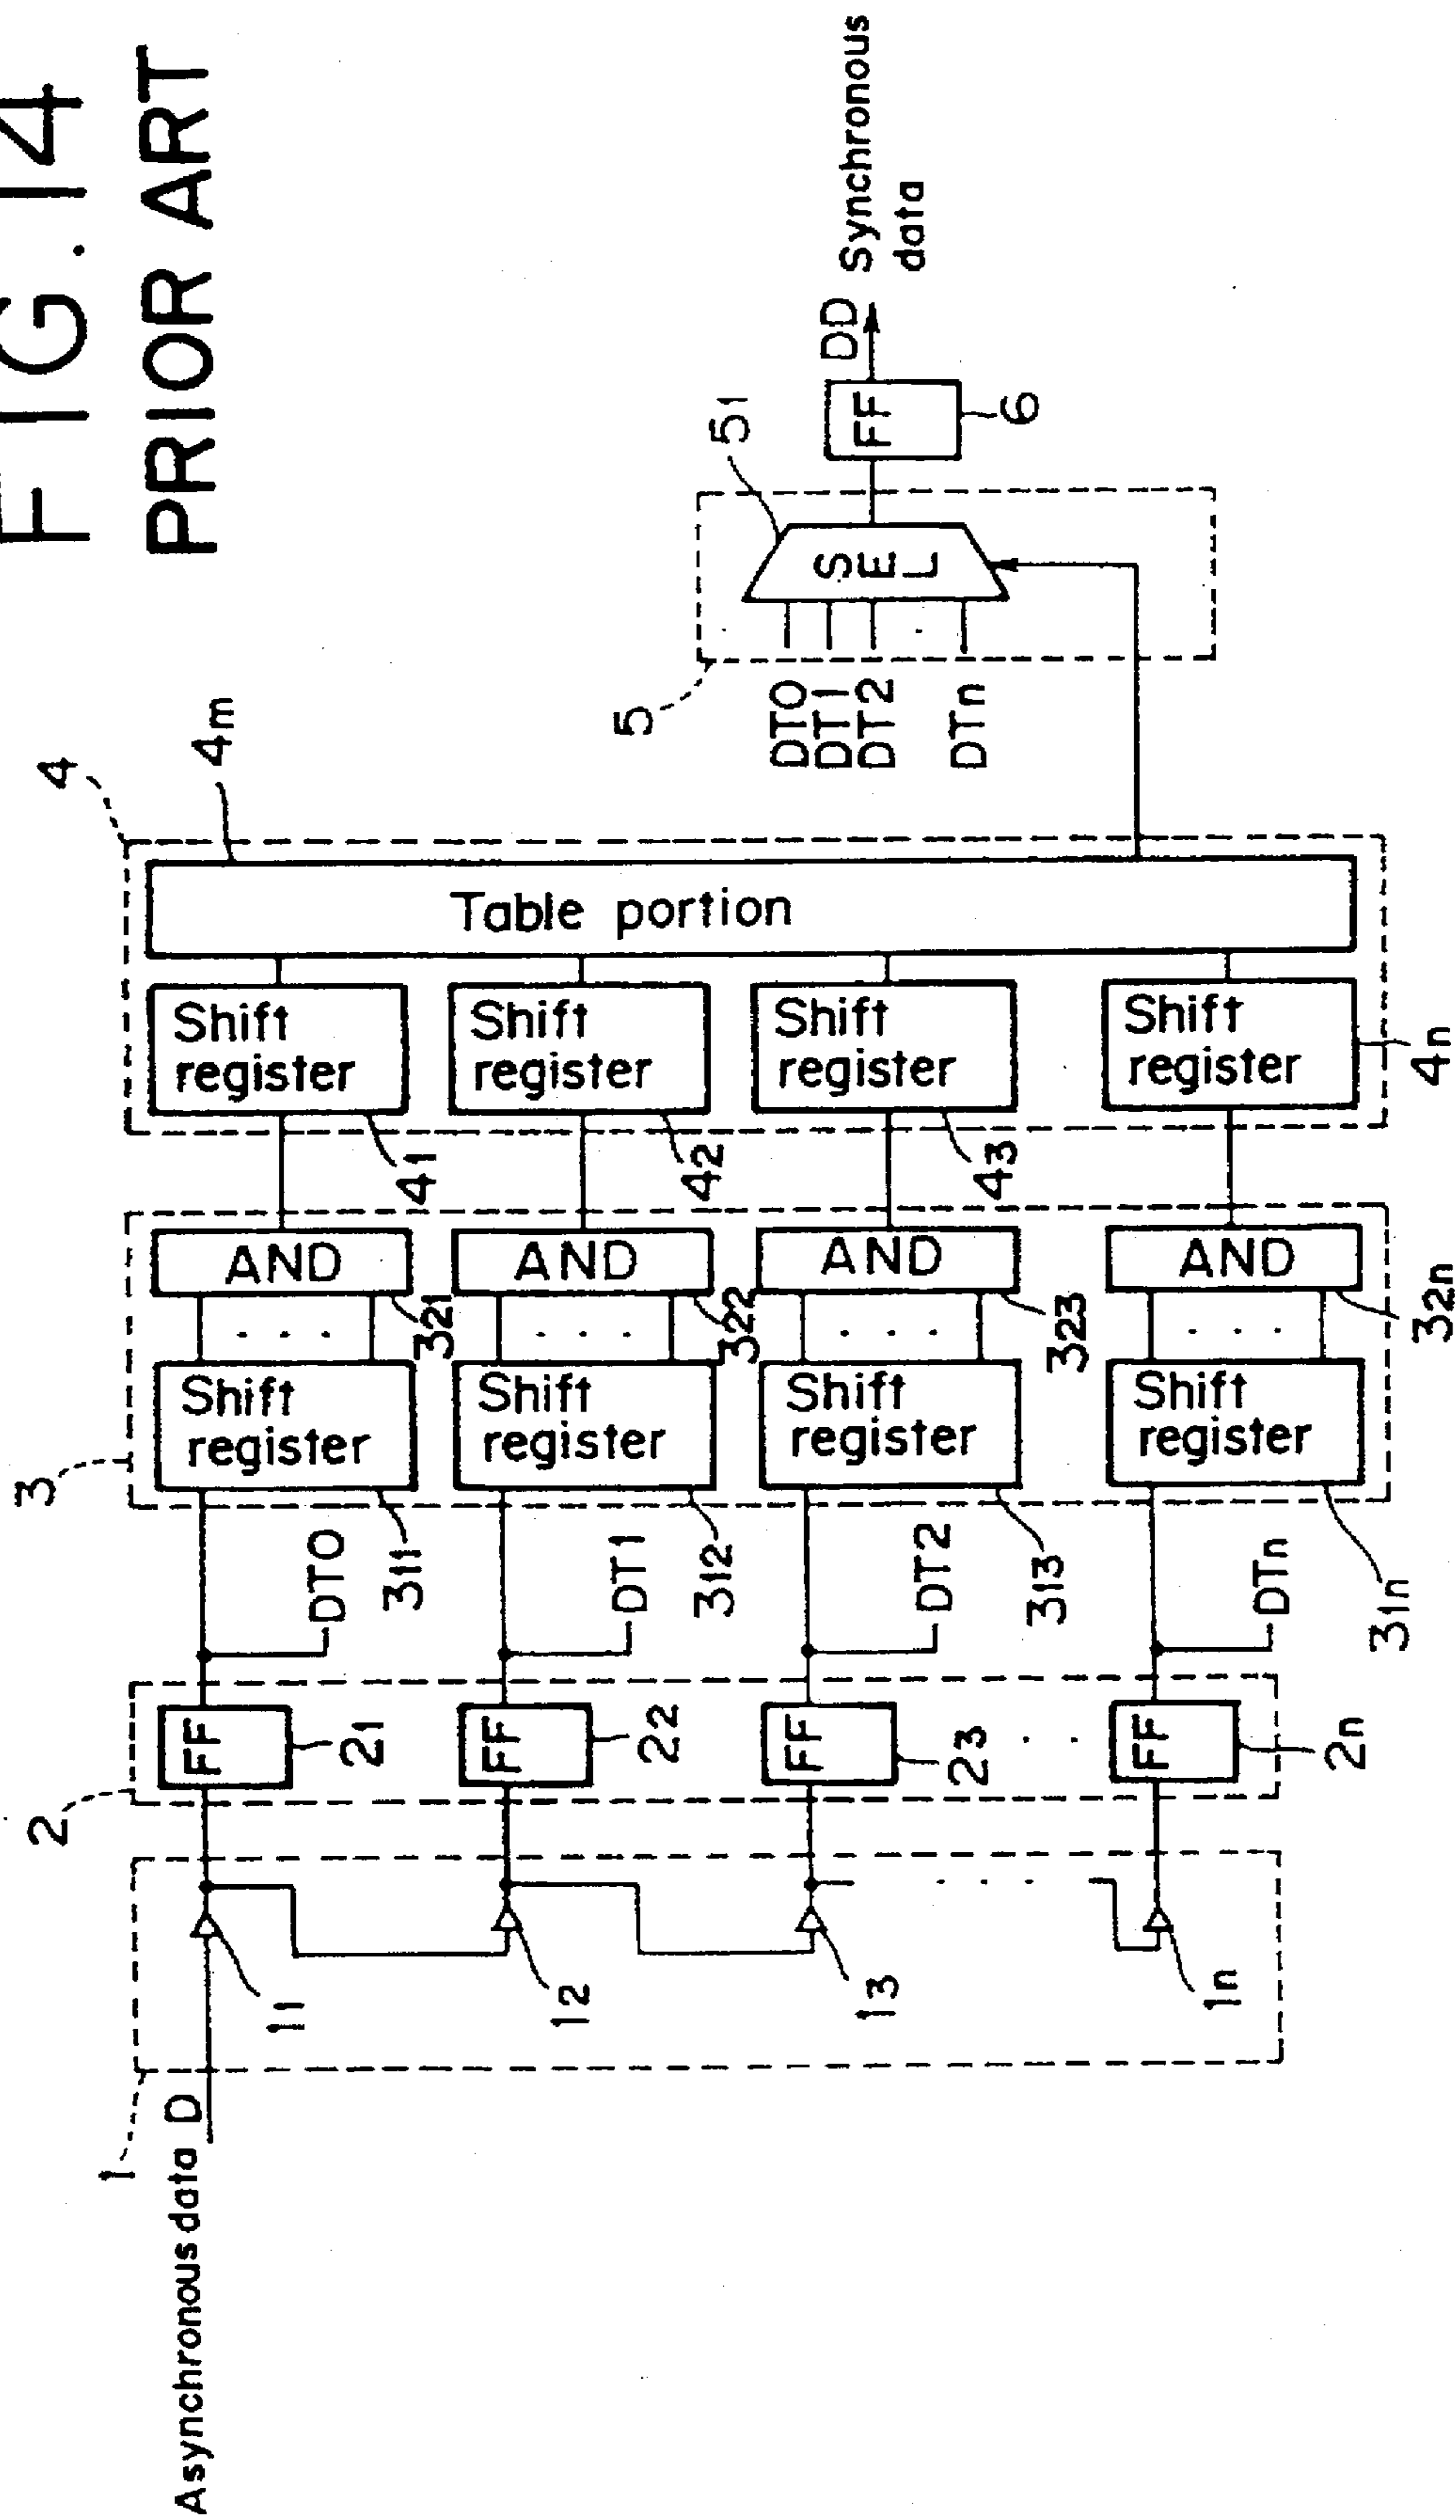 FIG. 14
PRIOR ART
Asynchronous data D
1
11
12
13
1n
2
FF
21
FF
22
FF
23
FF
2n
DT0
DT1
DT2
DTn
3
Shift
register
311
Shift
register
312
Shift
register
313
Shift
register
31n
AND
321
AND
322
AND
323
AND
32n
4
Shift
register
41
Shift
register
42
Shift
register
43
Shift
register
4n
Table portion
4m
5
DT0
DT1
DT2
DTn
SEL
51
FF
6
DD
Synchronous
data